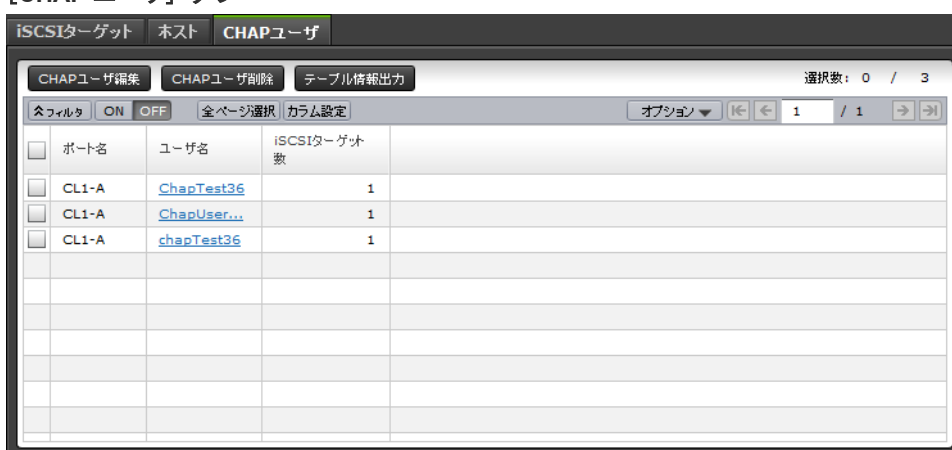 iSCSIターゲット ホスト CHAPユーザ
CHAPユーザ編集 CHAPユーザ削除 テーブル情報出力 選択数: 0 / 3
フィルタ ON OFF 全ページ選択 カラム設定 オプション 1 / 1
ポート名 ユーザ名 iSCSIターゲット
数
CL1-A ChapTest36 1
CL1-A ChapUser... 1
CL1-A chapTest36 1